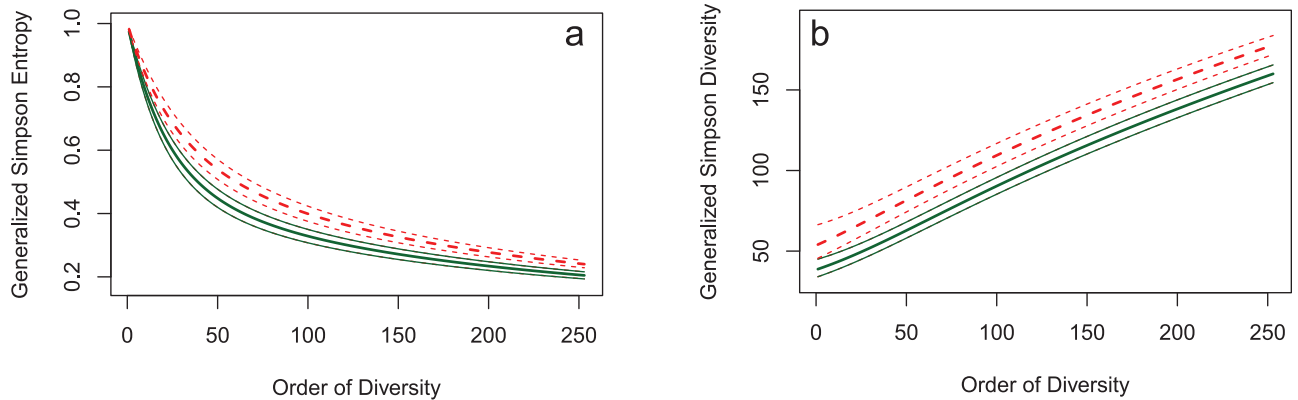 Generalized Simpson Entropy
1.0
0.8
0.6
0.4
0.2
a
0 50 100 150 200 250
Order of Diversity
Generalized Simpson Diversity
150
100
50
b
0 50 100 150 200 250
Order of Diversity